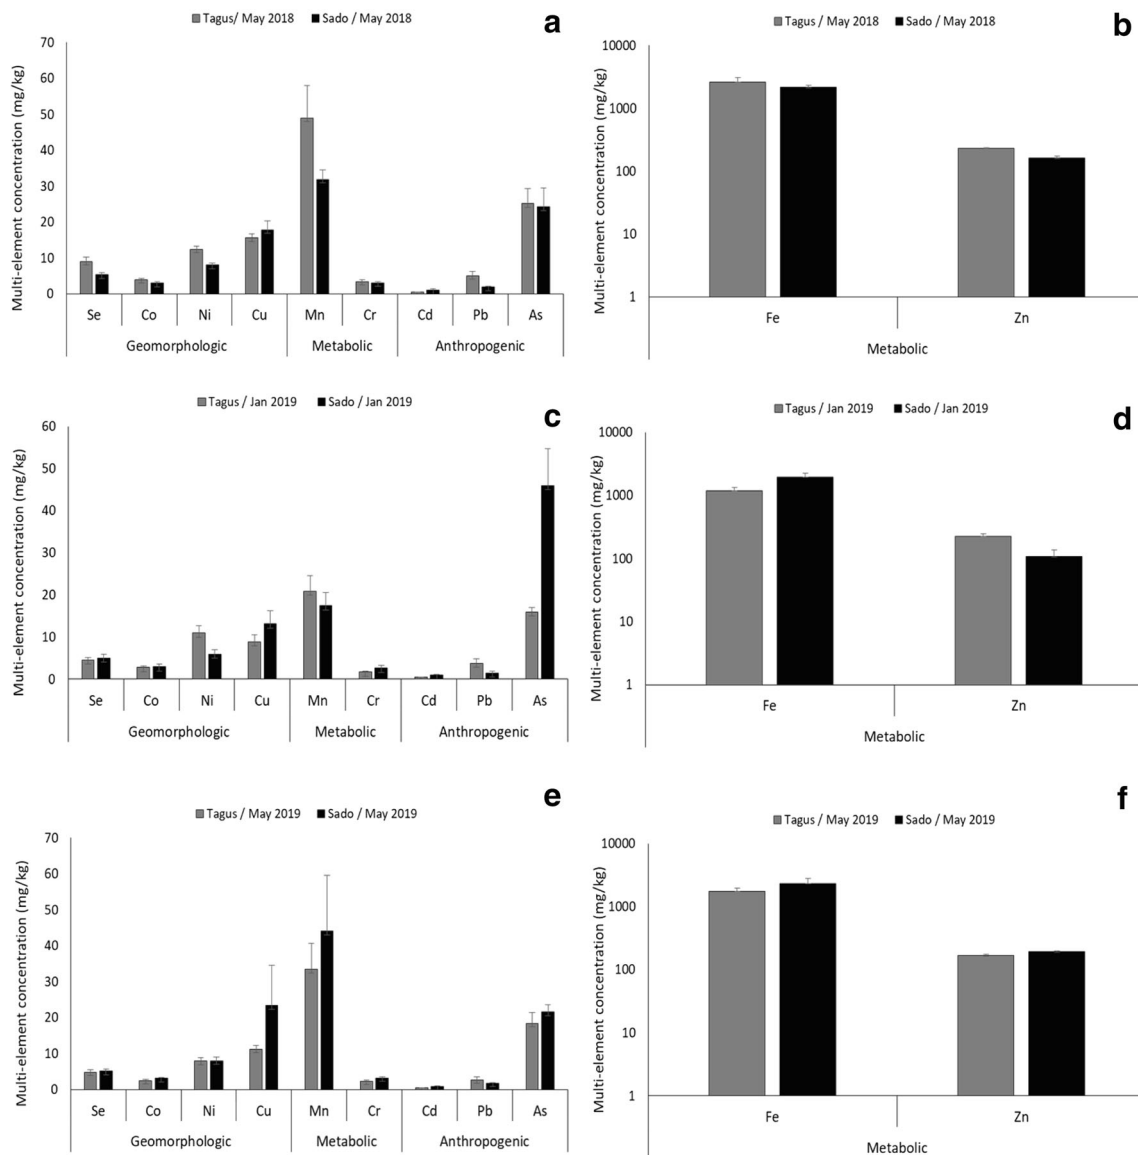 Tagus/ May 2018 Sado/ May 2018
a
Multi-element concentration (mg/kg)
70
60
50
40
30
20
10
0
Se Co Ni Cu Mn Cr Cd Pb As
Geomorphologic Metabolic Anthropogenic
Tagus/ May 2018 Sado/ May 2018
b
Multi-element concentration (mg/kg)
10000
1000
100
10
1
Fe Zn
Metabolic
Tagus / Jan 2019 Sado / Jan 2019
c
Multi-element concentration (mg/kg)
60
50
40
30
20
10
0
Se Co Ni Cu Mn Cr Cd Pb As
Geomorphologic Metabolic Anthropogenic
Tagus / Jan 2019 Sado / Jan 2019
d
Multi-element concentration (mg/kg)
10000
1000
100
10
1
Fe Zn
Metabolic
Tagus / May 2019 Sado / May 2019
e
Multi-element concentration (mg/kg)
70
60
50
40
30
20
10
0
Se Co Ni Cu Mn Cr Cd Pb As
Geomorphologic Metabolic Anthropogenic
Tagus / May 2019 Sado / May 2019
f
Multi-element concentration (mg/kg)
10000
1000
100
10
1
Fe Zn
Metabolic